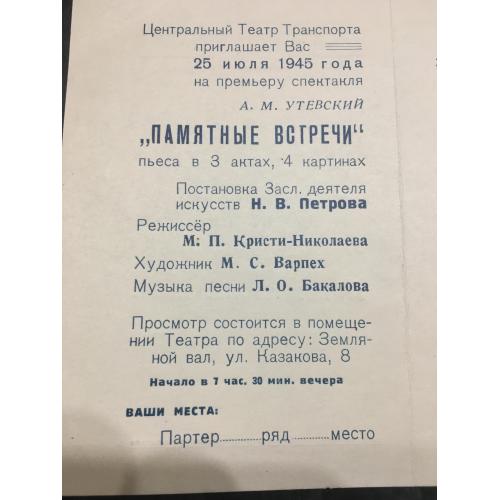 Центральный Театр Транспорта
приглашает Вас
25 июля 1945 года
на премьеру спектакля
А. М. УТЕВСКИЙ
„ПАМЯТНЫЕ ВСТРЕЧИ“
пьеса в 3 актах, 4 картинах
Постановка Засл. деятеля
искусств Н. В. Петрова
Режиссёр
М. П. Кристи-Николаева
Художник М. С. Варпех
Музыка песни Л. О. Бакалова
Просмотр состоится в помеще-
нии Театра по адресу: Земля-
ной вал, ул. Казакова, 8
Начало в 7 час. 30 мин. вечера
ВАШИ МЕСТА:
Партер............ряд............место